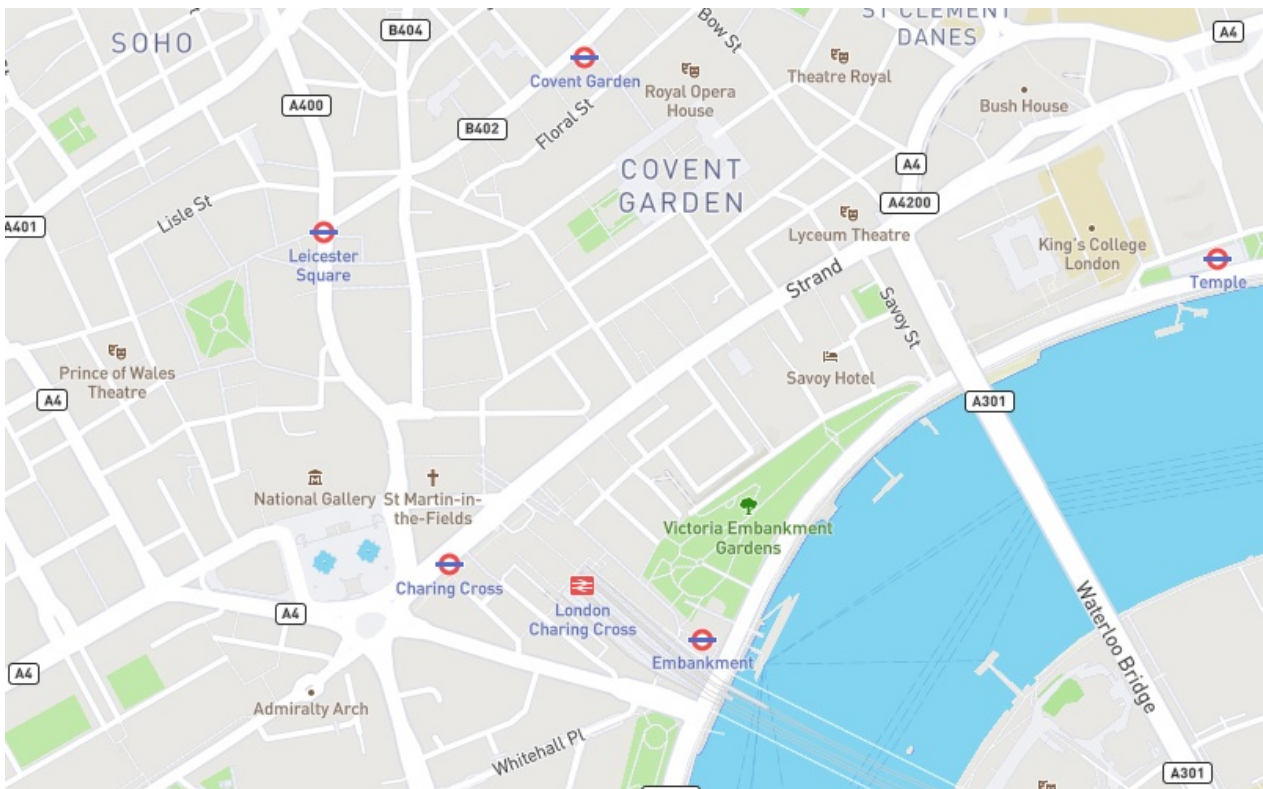 ST CLEMENT
DANES
SOHO
B404
Bow St
A4
Covent Garden
Theatre Royal
Royal Opera
House
Bush House
A400
B402
Floral St
COVENT
GARDEN
A4
A4200
Lisle St
A401
Leicester
Square
Lyceum Theatre
King's College
London
Temple
Strand
Savoy St
Prince of Wales
Theatre
Savoy Hotel
A4
A301
National Gallery
St Martin-in-
the-Fields
Victoria Embankment
Gardens
Charing Cross
London
Charing Cross
A4
Embankment
Waterloo Bridge
A4
Admiralty Arch
Whitehall Pl
A301